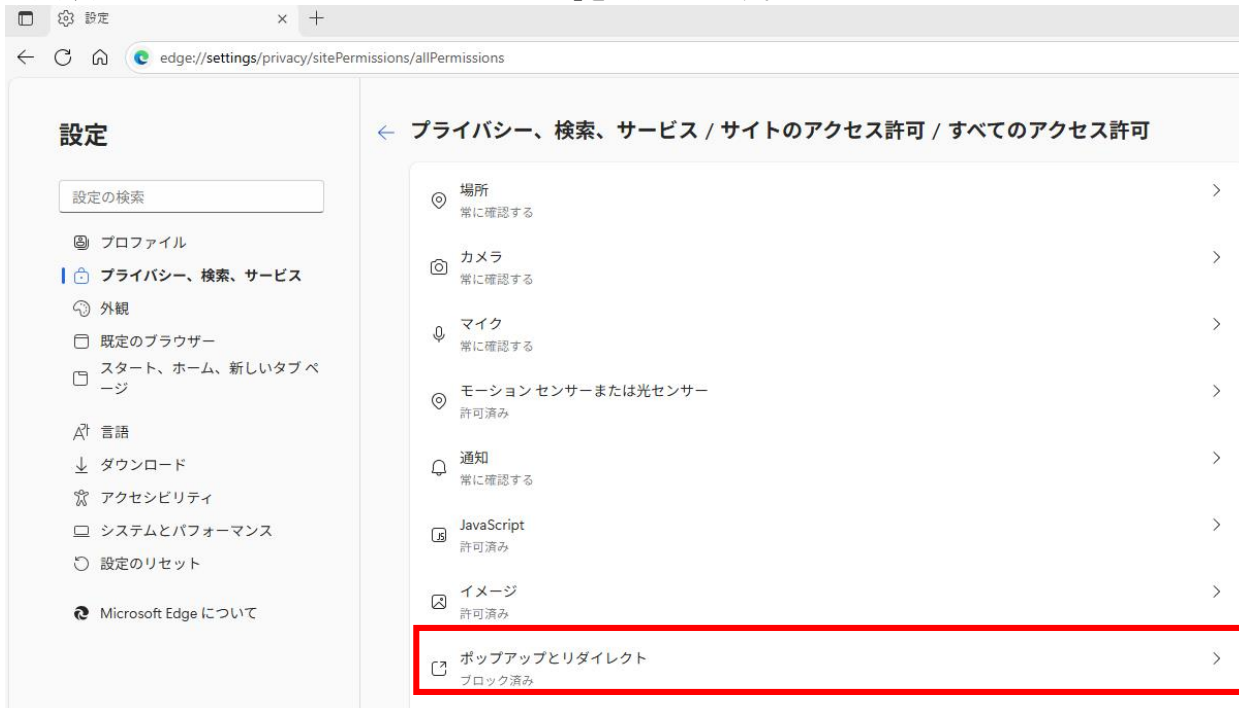 設定
edge://settings/privacy/sitePermissions/allPermissions
設定
設定の検索
プロファイル
プライバシー、検索、サービス
外観
既定のブラウザー
スタート、ホーム、新しいタブ ペ
ージ
言語
ダウンロード
アクセシビリティ
システムとパフォーマンス
設定のリセット
Microsoft Edge について
プライバシー、検索、サービス / サイトのアクセス許可 / すべてのアクセス許可
場所
常に確認する
カメラ
常に確認する
マイク
常に確認する
モーション センサーまたは光センサー
許可済み
通知
常に確認する
JavaScript
許可済み
イメージ
許可済み
ポップアップとリダイレクト
ブロック済み